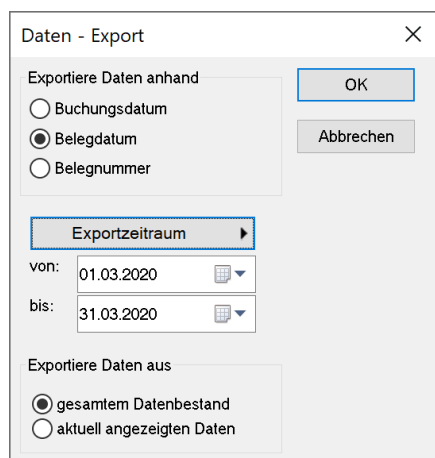 Daten - Export
Exportiere Daten anhand
Buchungsdatum
Belegdatum
Belegnummer
OK
Abbrechen
Exportzeitraum
von: 01.03.2020
bis: 31.03.2020
Exportiere Daten aus
gesamtem Datenbestand
aktuell angezeigten Daten